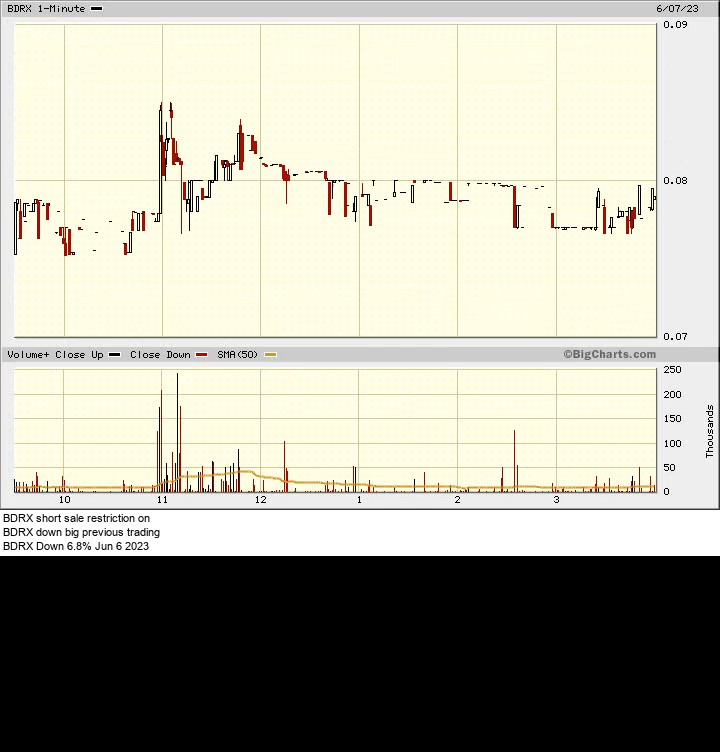 BDRX 1-Minute 6/07/23
0.09
0.08
0.07
Volume+ Close Up Close Down SMA(50) ©BigCharts.com
250
200
150
100
50
0
Thousands
10 11 12 1 2 3
BDRX short sale restriction on
BDRX down big previous trading
BDRX Down 6.8% Jun 6 2023